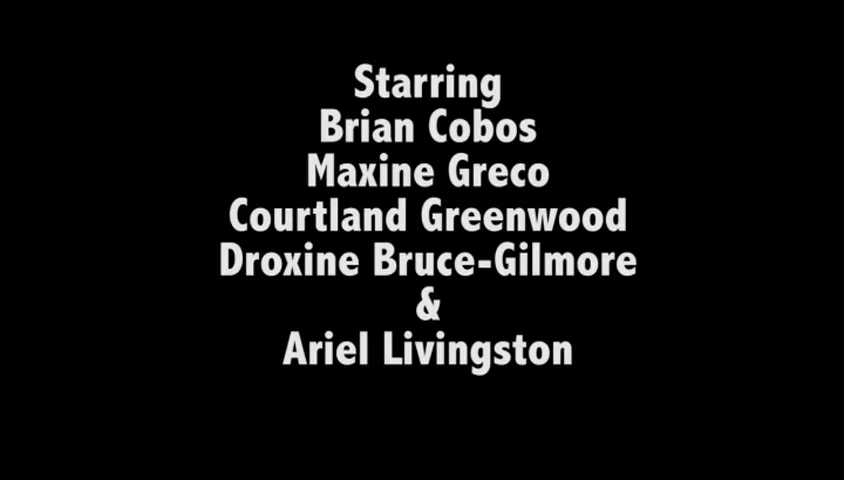 Starring
Brian Cobos
Maxine Greco
Courtland Greenwood
Droxine Bruce-Gilmore
&
Ariel Livingston